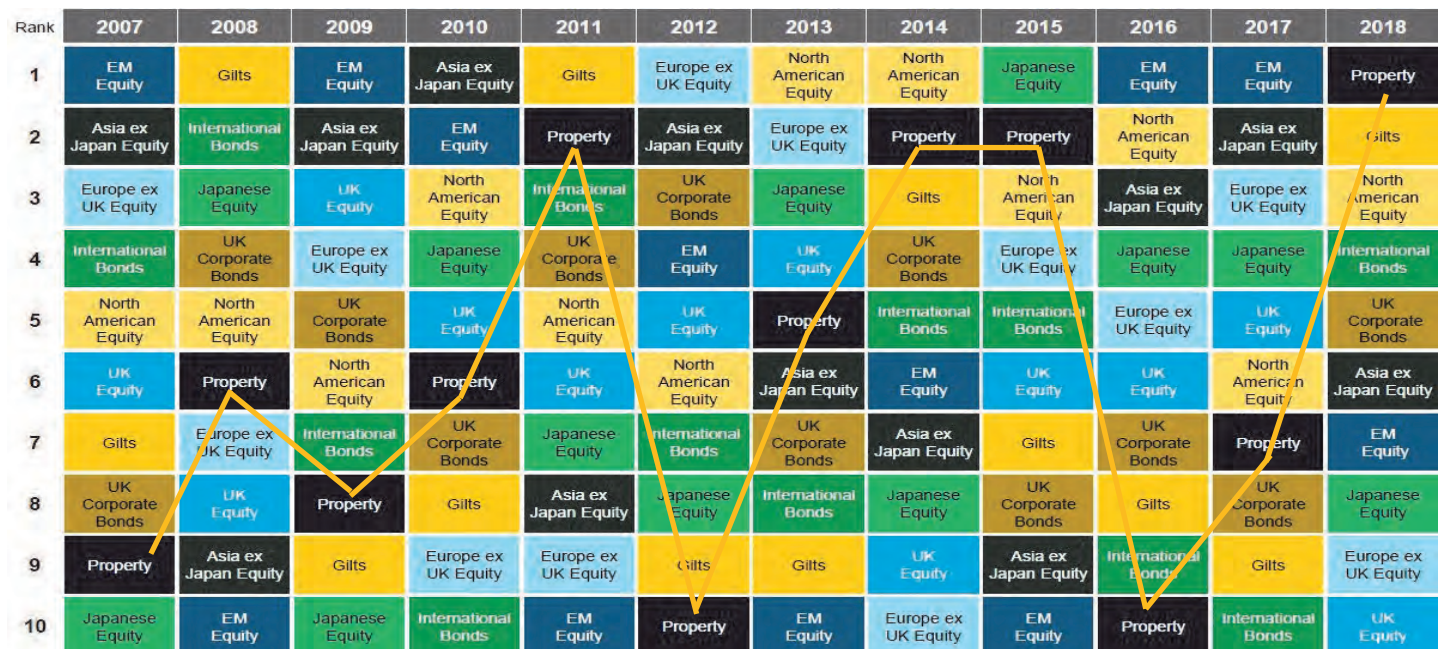 Rank 2007 2008 2009 2010 2011 2012 2013 2014 2015 2016 2017 2018
1 EM Equity Gilts EM Equity Asia ex Japan Equity Gilts Europe ex UK Equity North American Equity North American Equity Japanese Equity EM Equity EM Equity Property
2 Asia ex Japan Equity International Bonds Asia ex Japan Equity EM Equity Property Asia ex Japan Equity Europe ex UK Equity Property Property North American Equity Asia ex Japan Equity Gilts
3 Europe ex UK Equity Japanese Equity UK Equity North American Equity International Bonds UK Corporate Bonds Japanese Equity Gilts North American Equity Asia ex Japan Equity Europe ex UK Equity North American Equity
4 International Bonds UK Corporate Bonds Europe ex UK Equity Japanese Equity UK Corporate Bonds EM Equity UK Equity UK Corporate Bonds Europe ex UK Equity Japanese Equity Japanese Equity International Bonds
5 North American Equity North American Equity UK Corporate Bonds UK Equity North American Equity UK Equity Property International Bonds International Bonds Europe ex UK Equity UK Equity UK Corporate Bonds
6 UK Equity Property North American Equity Property UK Equity North American Equity Asia ex Japan Equity EM Equity UK Equity UK Equity North American Equity Asia ex Japan Equity
7 Gilts Europe ex UK Equity International Bonds UK Corporate Bonds Japanese Equity International Bonds UK Corporate Bonds Asia ex Japan Equity Gilts UK Corporate Bonds Property EM Equity
8 UK Corporate Bonds UK Equity Property Gilts Asia ex Japan Equity Japanese Equity International Bonds Japanese Equity UK Corporate Bonds Gilts UK Corporate Bonds Japanese Equity
9 Property Asia ex Japan Equity Gilts Europe ex UK Equity Europe ex UK Equity Gilts Gilts UK Equity Asia ex Japan Equity International Bonds Gilts Europe ex UK Equity
10 Japanese Equity EM Equity Japanese Equity International Bonds EM Equity Property EM Equity Europe ex UK Equity EM Equity Property International Bonds UK Equity